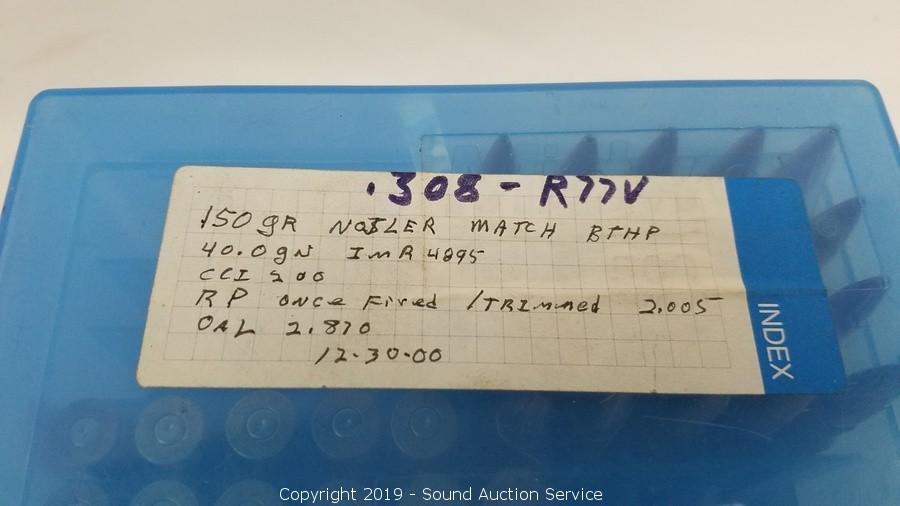 .308 - R77V
150 gR NOSLER MATCH BTHP
40.0 gN IMR 4895
CCI 200
RP once Fired / TRImmed 2.005
OAL 2.810
12-30-00
INDEX
Copyright 2019 - Sound Auction Service